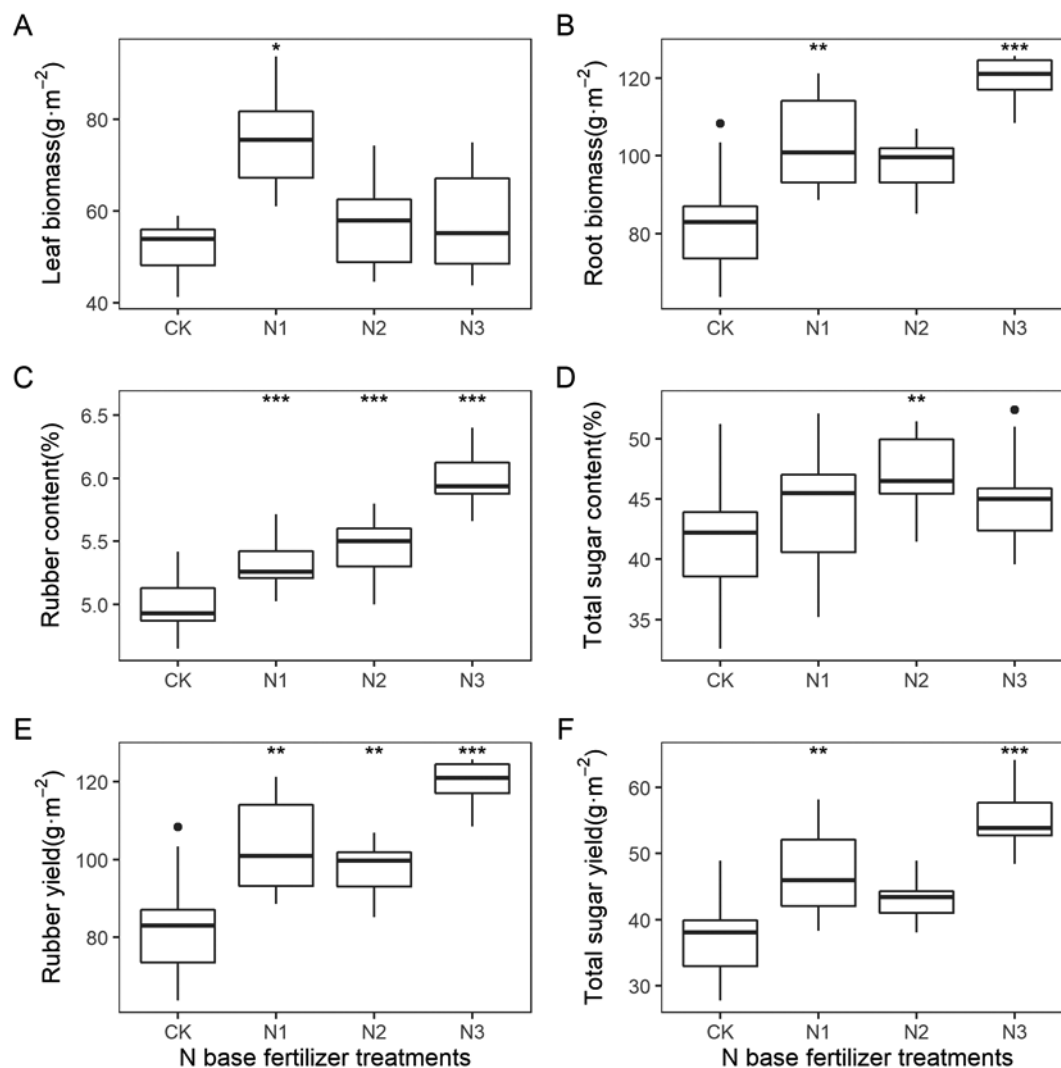 A
Leaf biomass(g·m⁻²)
80
60
40
*
CK N1 N2 N3
B
Root biomass(g·m⁻²)
120
100
80
** ***
CK N1 N2 N3
C
Rubber content(%)
6.5
6.0
5.5
5.0
*** *** ***
CK N1 N2 N3
D
Total sugar content(%)
50
45
40
35
**
CK N1 N2 N3
E
Rubber yield(g·m⁻²)
120
100
80
** ** ***
CK N1 N2 N3
N base fertilizer treatments
F
Total sugar yield(g·m⁻²)
60
50
40
30
** ***
CK N1 N2 N3
N base fertilizer treatments